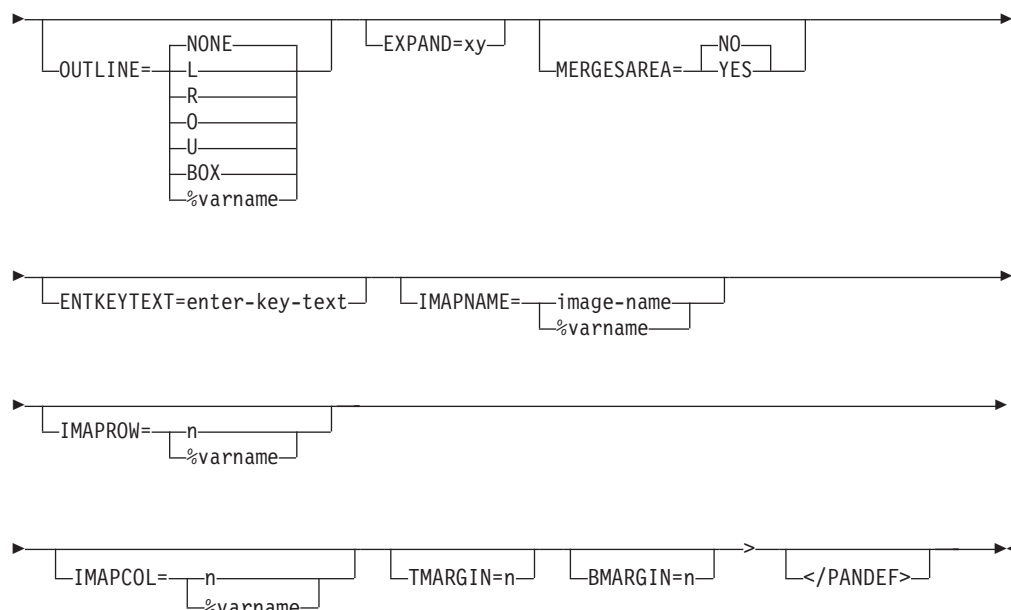 NONE
OUTLINE= L EXPAND=xy NO
R MERGESAREA= YES
O
U
BOX
%varname
ENTKEYTEXT=enter-key-text IMAPNAME= image-name
%varname
IMAPROW= n
%varname
IMAPCOL= n TMARGIN=n BMARGIN=n > </PANDEF>
%varname